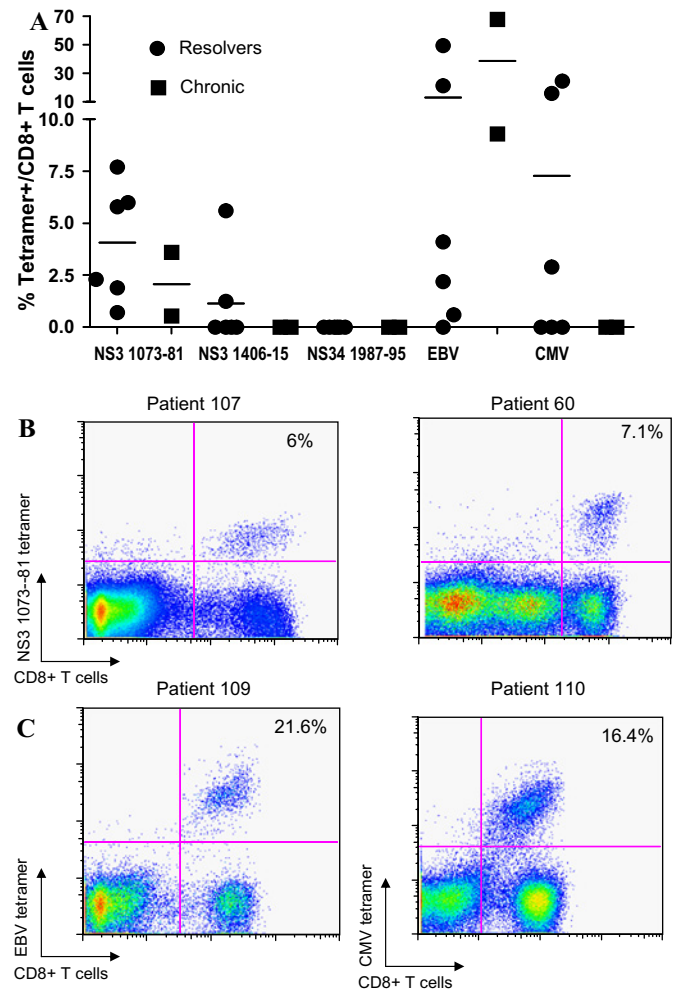 A
% Tetramer+/CD8+ T cells
70
50
30
10
10.0
7.5
5.0
2.5
0.0
Resolvers
Chronic
NS3 1073-81 NS3 1406-15 NS34 1987-95 EBV CMV
B
Patient 107
6%
NS3 1073--81 tetramer
CD8+ T cells
Patient 60
7.1%
C
Patient 109
21.6%
EBV tetramer
CD8+ T cells
Patient 110
16.4%
CMV tetramer
CD8+ T cells